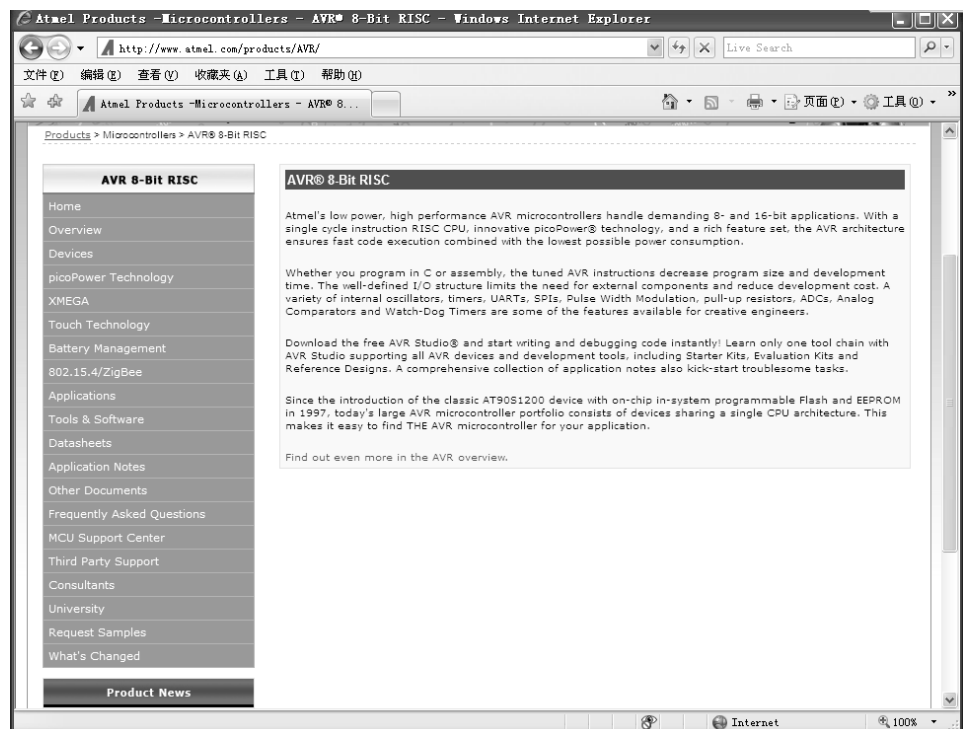 Atmel Products -Microcontrollers - AVR® 8-Bit RISC - Windows Internet Explorer
http://www.atmel.com/products/AVR/
Live Search
文件(F) 编辑(E) 查看(V) 收藏夹(A) 工具(T) 帮助(H)
Atmel Products -Microcontrollers - AVR® 8...
页面(P) 工具(O) »
Products > Microcontrollers > AVR® 8-Bit RISC
AVR 8-Bit RISC
Home
Overview
Devices
picoPower Technology
XMEGA
Touch Technology
Battery Management
802.15.4/ZigBee
Applications
Tools & Software
Datasheets
Application Notes
Other Documents
Frequently Asked Questions
MCU Support Center
Third Party Support
Consultants
University
Request Samples
What's Changed
Product News
AVR® 8-Bit RISC
Atmel's low power, high performance AVR microcontrollers handle demanding 8- and 16-bit applications. With a
single cycle instruction RISC CPU, innovative picoPower® technology, and a rich feature set, the AVR architecture
ensures fast code execution combined with the lowest possible power consumption.
Whether you program in C or assembly, the tuned AVR instructions decrease program size and development
time. The well-defined I/O structure limits the need for external components and reduce development cost. A
variety of internal oscillators, timers, UARTs, SPIs, Pulse Width Modulation, pull-up resistors, ADCs, Analog
Comparators and Watch-Dog Timers are some of the features available for creative engineers.
Download the free AVR Studio® and start writing and debugging code instantly! Learn only one tool chain with
AVR Studio supporting all AVR devices and development tools, including Starter Kits, Evaluation Kits and
Reference Designs. A comprehensive collection of application notes also kick-start troublesome tasks.
Since the introduction of the classic AT90S1200 device with on-chip in-system programmable Flash and EEPROM
in 1997, today's large AVR microcontroller portfolio consists of devices sharing a single CPU architecture. This
makes it easy to find THE AVR microcontroller for your application.
Find out even more in the AVR overview.
Internet
100%